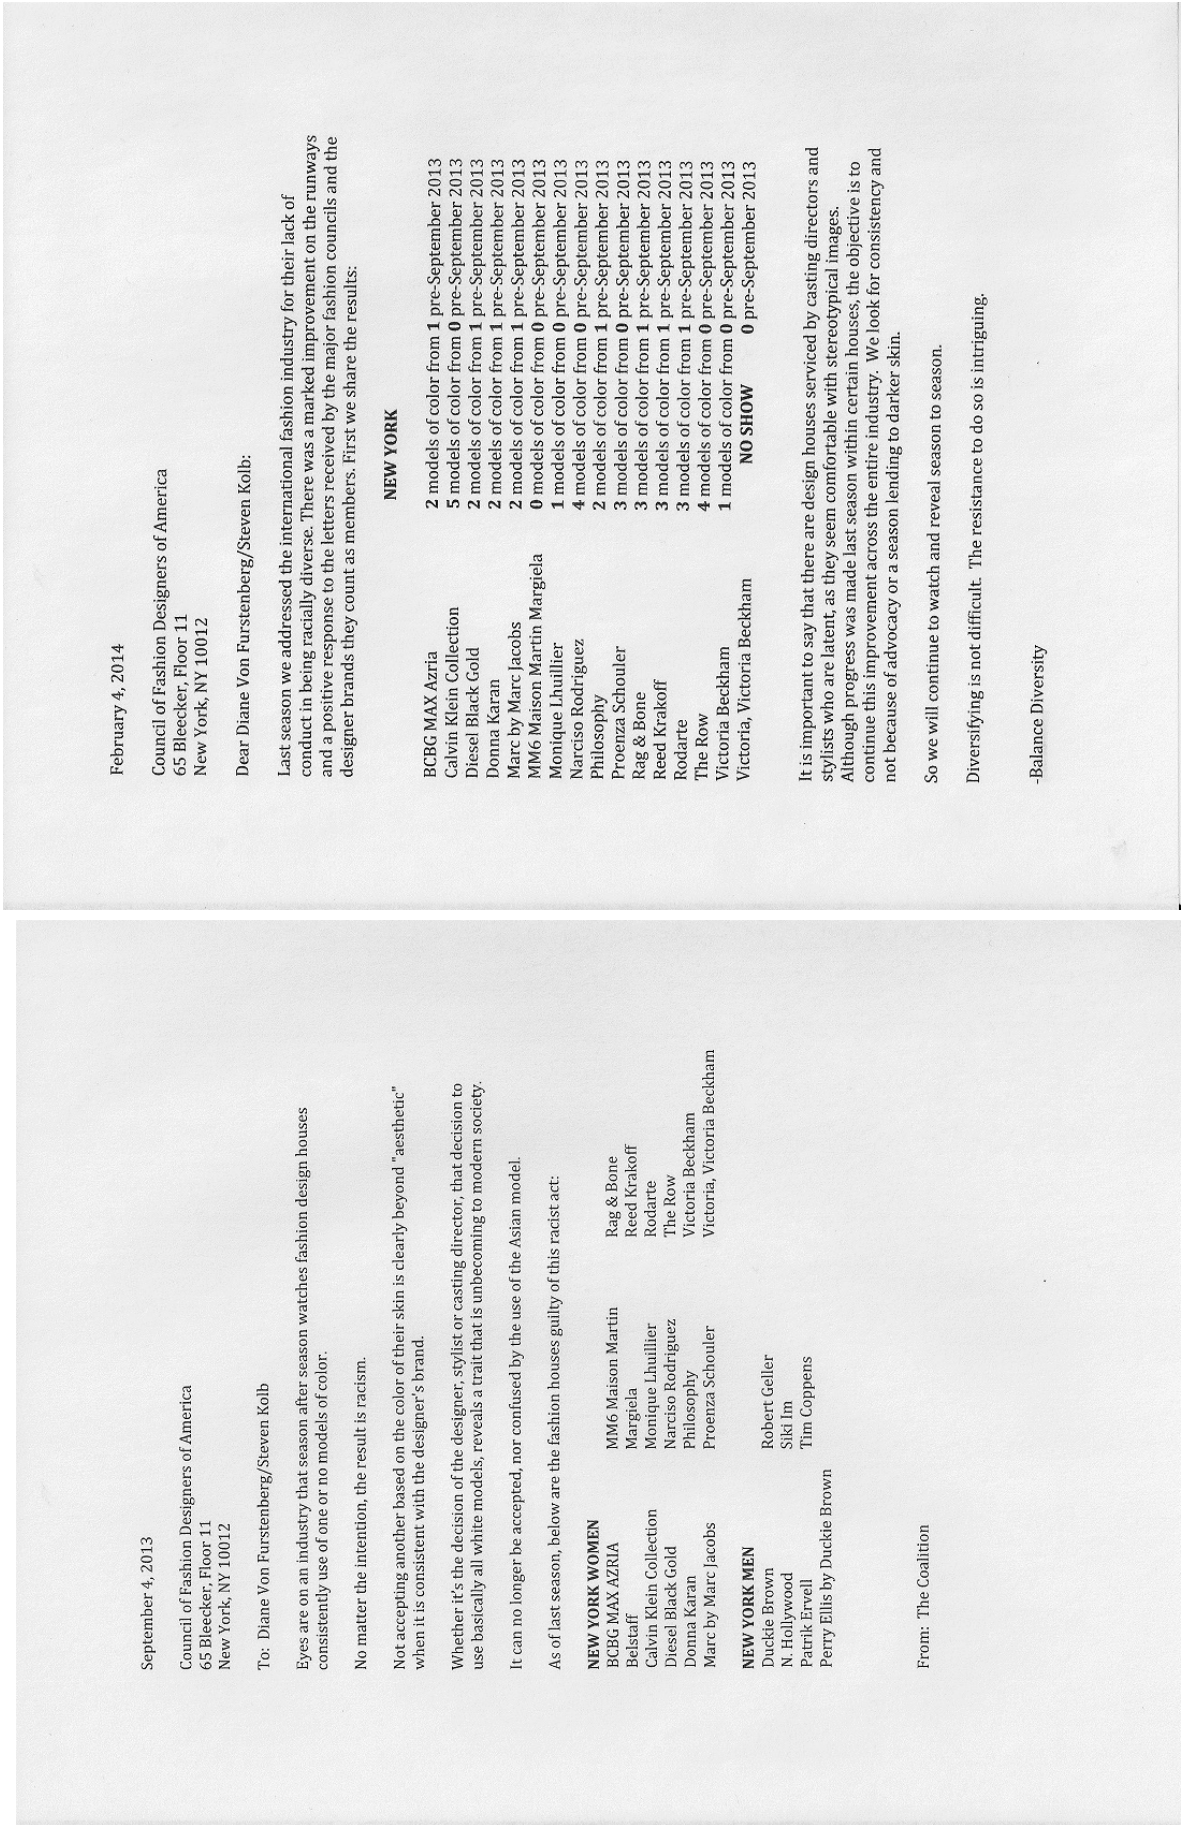 February 4, 2014
Council of Fashion Designers of America
65 Bleecker, Floor 11
New York, NY 10012
Dear Diane Von Furstenberg/Steven Kolb:
Last season we addressed the international fashion industry for their lack of
conduct in being racially diverse. There was a marked improvement on the runways
and a positive response to the letters received by the major fashion councils and the
designer brands they count as members. First we share the results:
NEW YORK
BCBG MAX Azria 2 models of color from 1 pre-September 2013
Calvin Klein Collection 5 models of color from 0 pre-September 2013
Diesel Black Gold 2 models of color from 1 pre-September 2013
Donna Karan 2 models of color from 1 pre-September 2013
Marc by Marc Jacobs 2 models of color from 1 pre-September 2013
MM6 Maison Martin Margiela 0 models of color from 0 pre-September 2013
Monique Lhuillier 1 models of color from 0 pre-September 2013
Narciso Rodriguez 4 models of color from 0 pre-September 2013
Philosophy 2 models of color from 1 pre-September 2013
Proenza Schouler 3 models of color from 0 pre-September 2013
Rag & Bone 3 models of color from 1 pre-September 2013
Reed Krakoff 3 models of color from 1 pre-September 2013
Rodarte 3 models of color from 1 pre-September 2013
The Row 4 models of color from 0 pre-September 2013
Victoria Beckham 1 models of color from 0 pre-September 2013
Victoria, Victoria Beckham NO SHOW 0 pre-September 2013
It is important to say that there are design houses serviced by casting directors and
stylists who are latent, as they seem comfortable with stereotypical images.
Although progress was made last season within certain houses, the objective is to
continue this improvement across the entire industry. We look for consistency and
not because of advocacy or a season lending to darker skin.
So we will continue to watch and reveal season to season.
Diversifying is not difficult. The resistance to do so is intriguing.
-Balance Diversity
September 4, 2013
Council of Fashion Designers of America
65 Bleecker, Floor 11
New York, NY 10012
To: Diane Von Furstenberg/Steven Kolb
Eyes are on an industry that season after season watches fashion design houses
consistently use of one or no models of color.
No matter the intention, the result is racism.
Not accepting another based on the color of their skin is clearly beyond "aesthetic"
when it is consistent with the designer's brand.
Whether it's the decision of the designer, stylist or casting director, that decision to
use basically all white models, reveals a trait that is unbecoming to modern society.
It can no longer be accepted, nor confused by the use of the Asian model.
As of last season, below are the fashion houses guilty of this racist act:
NEW YORK WOMEN
BCBG MAX AZRIA MM6 Maison Martin Rag & Bone
Belstaff Margiela Reed Krakoff
Calvin Klein Collection Monique Lhuillier Rodarte
Diesel Black Gold Narciso Rodriguez The Row
Donna Karan Philosophy Victoria Beckham
Marc by Marc Jacobs Proenza Schouler Victoria, Victoria Beckham
NEW YORK MEN
Duckie Brown Robert Geller
N. Hollywood Siki Im
Patrik Ervell Tim Coppens
Perry Ellis by Duckie Brown
From: The Coalition